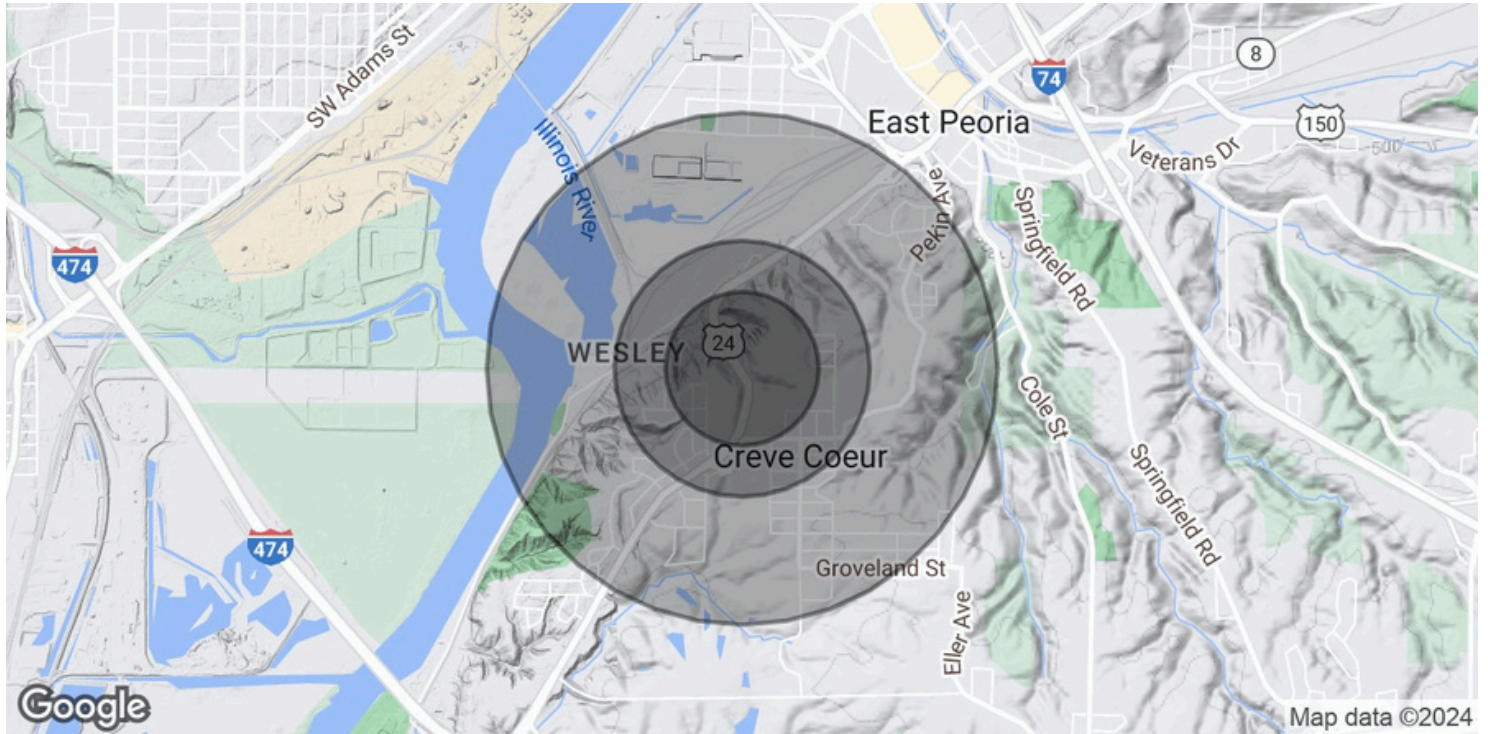 SW Adams St
8
74
150
East Peoria
500
Veterans Dr
Illinois River
Pekin Ave
Springfield Rd
474
WESLEY
24
Cole St
Creve Coeur
Springfield Rd
474
Groveland St
Eller Ave
Google
Map data ©2024